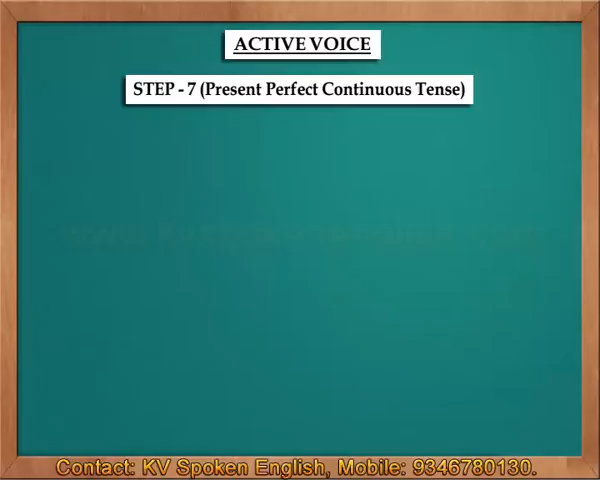 ACTIVE VOICE
STEP - 7 (Present Perfect Continuous Tense)
Contact: KV Spoken English, Mobile: 9346780130.